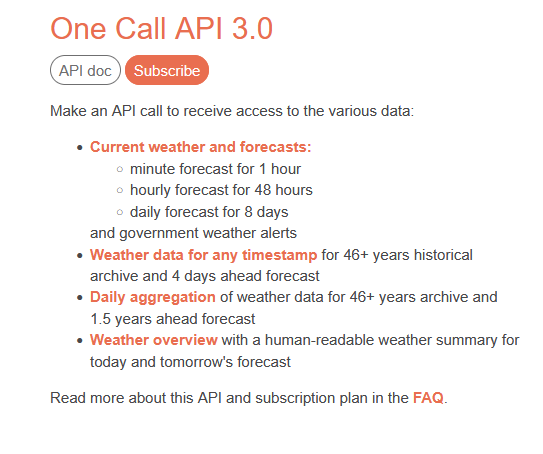 One Call API 3.0
API doc Subscribe
Make an API call to receive access to the various data:
Current weather and forecasts:
minute forecast for 1 hour
hourly forecast for 48 hours
daily forecast for 8 days
and government weather alerts
Weather data for any timestamp for 46+ years historical
archive and 4 days ahead forecast
Daily aggregation of weather data for 46+ years archive and
1.5 years ahead forecast
Weather overview with a human-readable weather summary for
today and tomorrow's forecast
Read more about this API and subscription plan in the FAQ.